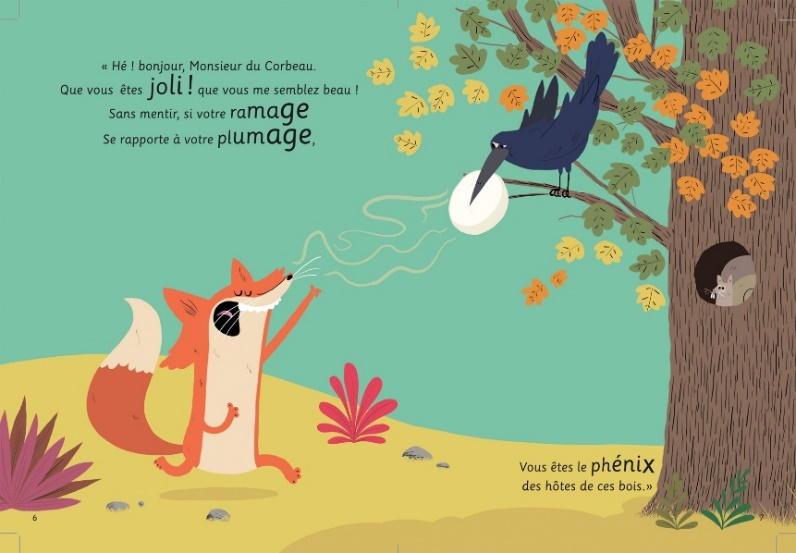 « Hé ! bonjour, Monsieur du Corbeau.
Que vous êtes joli ! que vous me semblez beau !
Sans mentir, si votre ramage
Se rapporte à votre plumage,
Vous êtes le phénix
des hôtes de ces bois.»
6
7